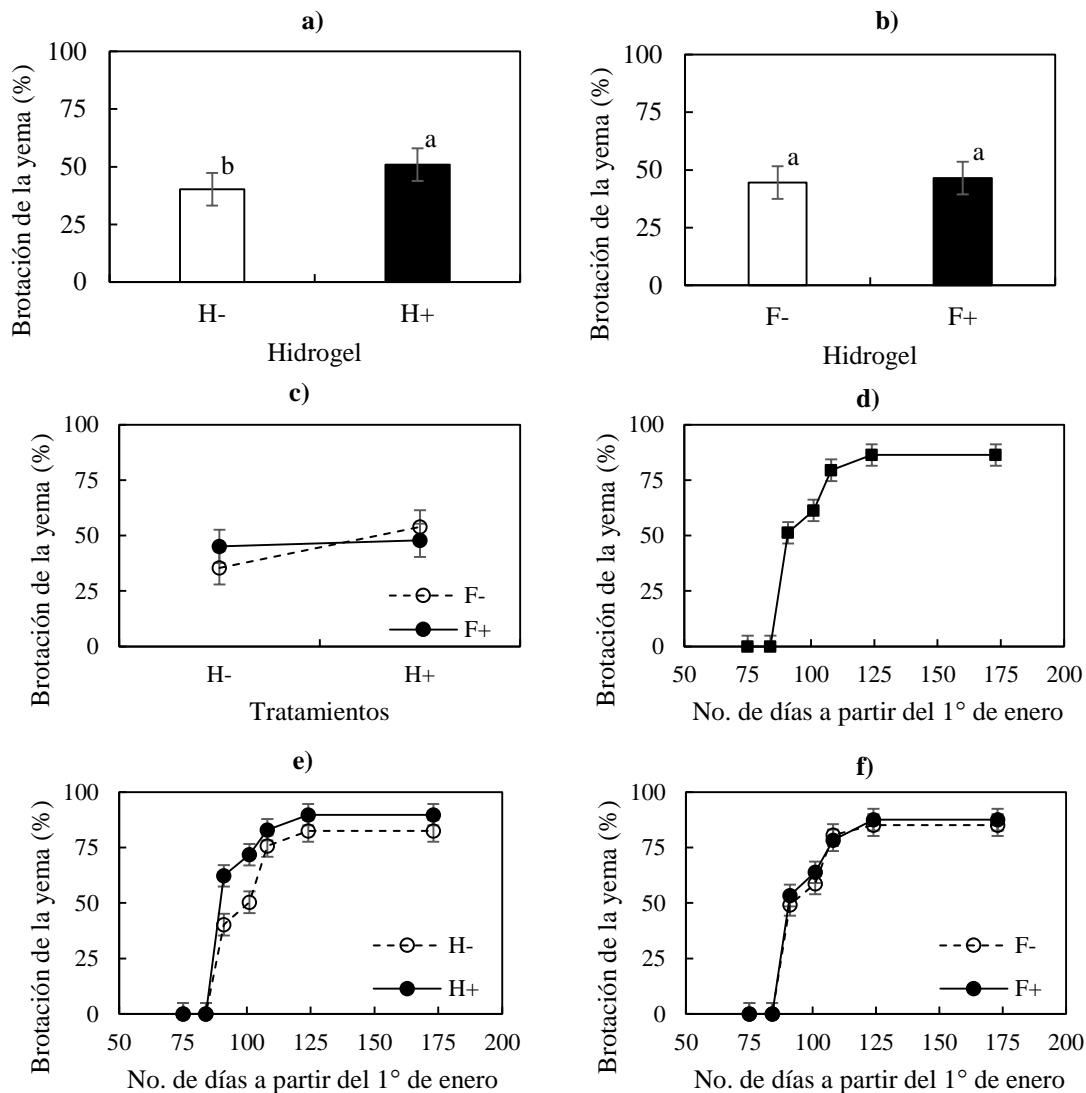 a)
Brotación de la yema (%)
100
75
50
25
0
b
a
H-
H+
Hidrogel
b)
Brotación de la yema (%)
100
75
50
25
0
a
a
F-
F+
Hidrogel
c)
Brotación de la yema (%)
100
75
50
25
0
F-
F+
H-
H+
Tratamientos
d)
Brotación de la yema (%)
100
75
50
25
0
50 75 100 125 150 175 200
No. de días a partir del 1° de enero
e)
Brotación de la yema (%)
100
75
50
25
0
H-
H+
50 75 100 125 150 175 200
No. de días a partir del 1° de enero
f)
Brotación de la yema (%)
100
75
50
25
0
F-
F+
50 75 100 125 150 175 200
No. de días a partir del 1° de enero